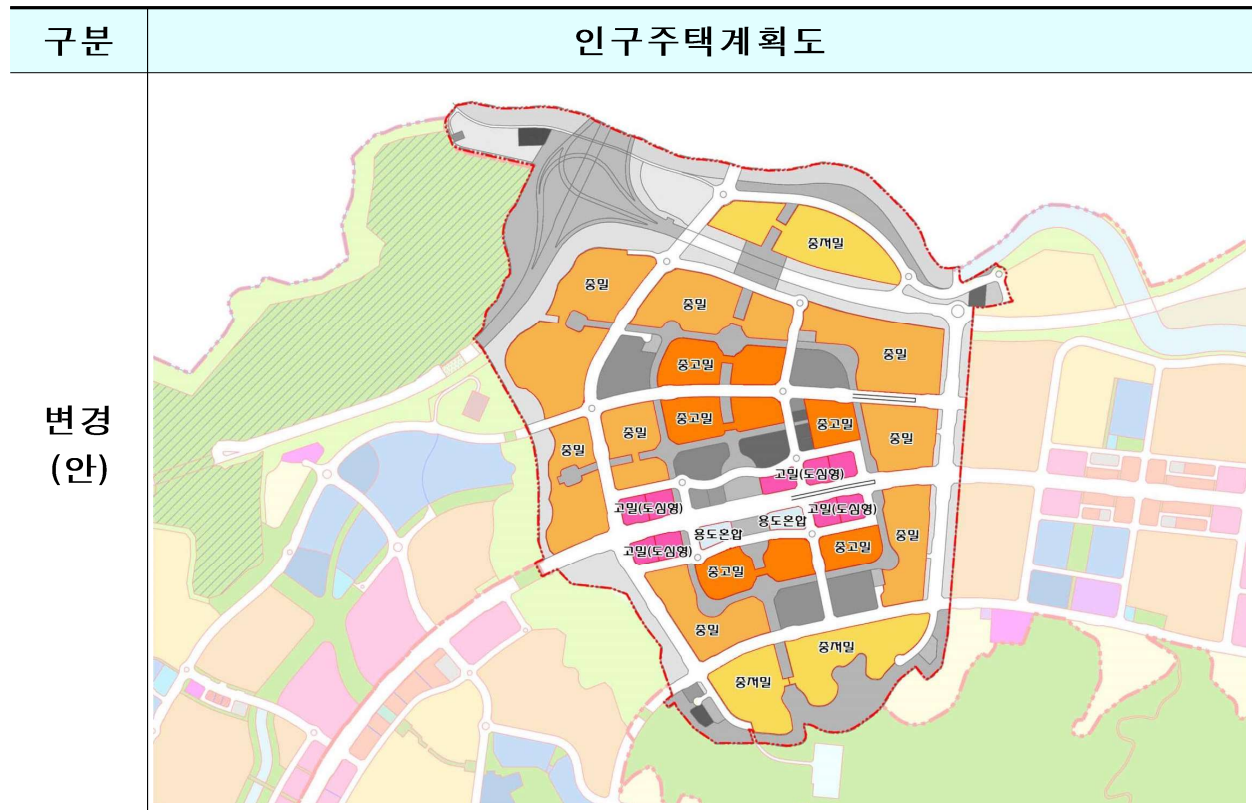 구분
인구주택계획도
변경
(안)
중저밀
중밀
중밀
중밀
중고밀
중고밀
중고밀
중밀
중밀
중밀
고밀(도심형)
고밀(도심형)
고밀(도심형)
용도혼합
용도혼합
고밀(도심형)
중밀
중고밀
중고밀
중밀
중저밀
중저밀